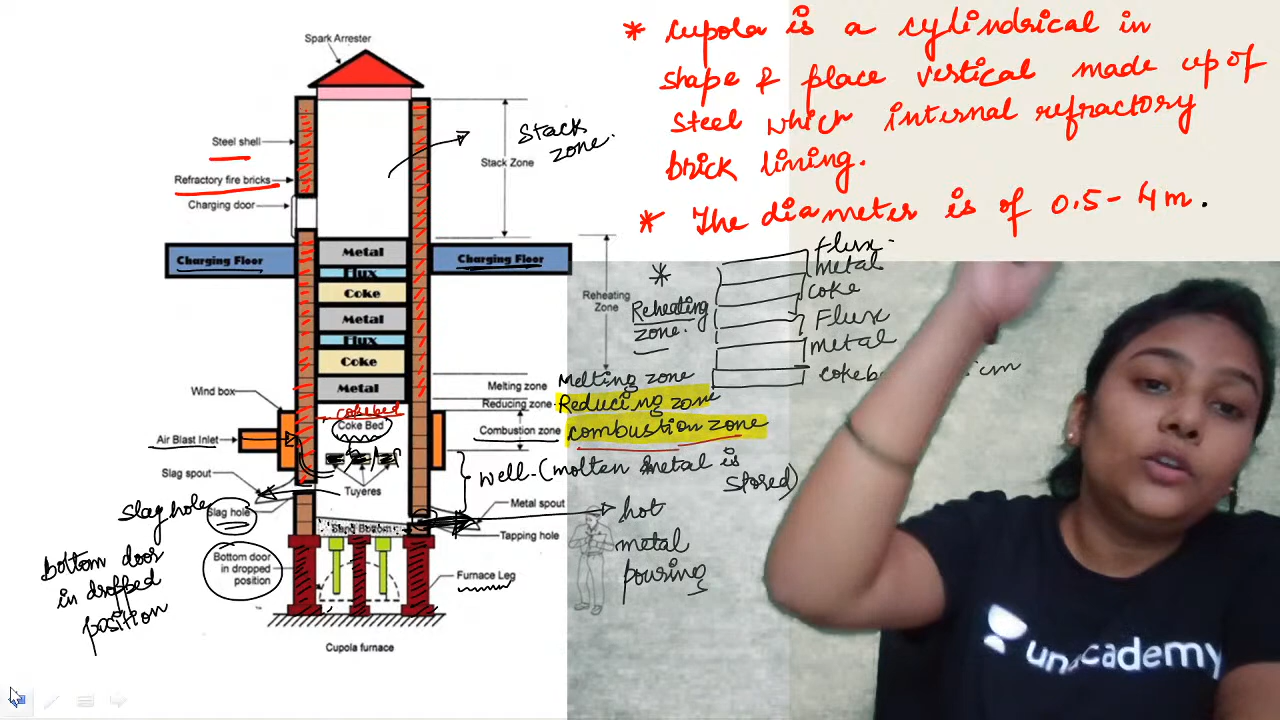 * Cupola is a cylindrical in
shape & place vertical made up of
steel which internal refractory
brick lining.
* The diameter is of 0.5 - 4m.
Spark Arrester
Steel shell
Refractory fire bricks
Charging door
Stack zone.
Stack Zone
Charging Floor
Charging Floor
Metal
Flux
Coke
Metal
Flux
Coke
Metal
Reheating
Zone
*
Reheating
zone.
Flux
metal
coke
Flux
metal
cm
Melting zone
Melting zone
Reducing zone
Reducing zone
Combustion zone
combustion zone
Wind box
cokebed
Coke Bed
Air Blast Inlet
Slag spout
Tuyeres
well-(molten metal is
stored)
Slag hole
Slag hole
Metal spout
Sand Bottom
Tapping hole
hot
metal
pouring
Bottom door
in dropped
position
bottom door
in dropped
position
Furnace Leg
Cupola furnace
unacademy